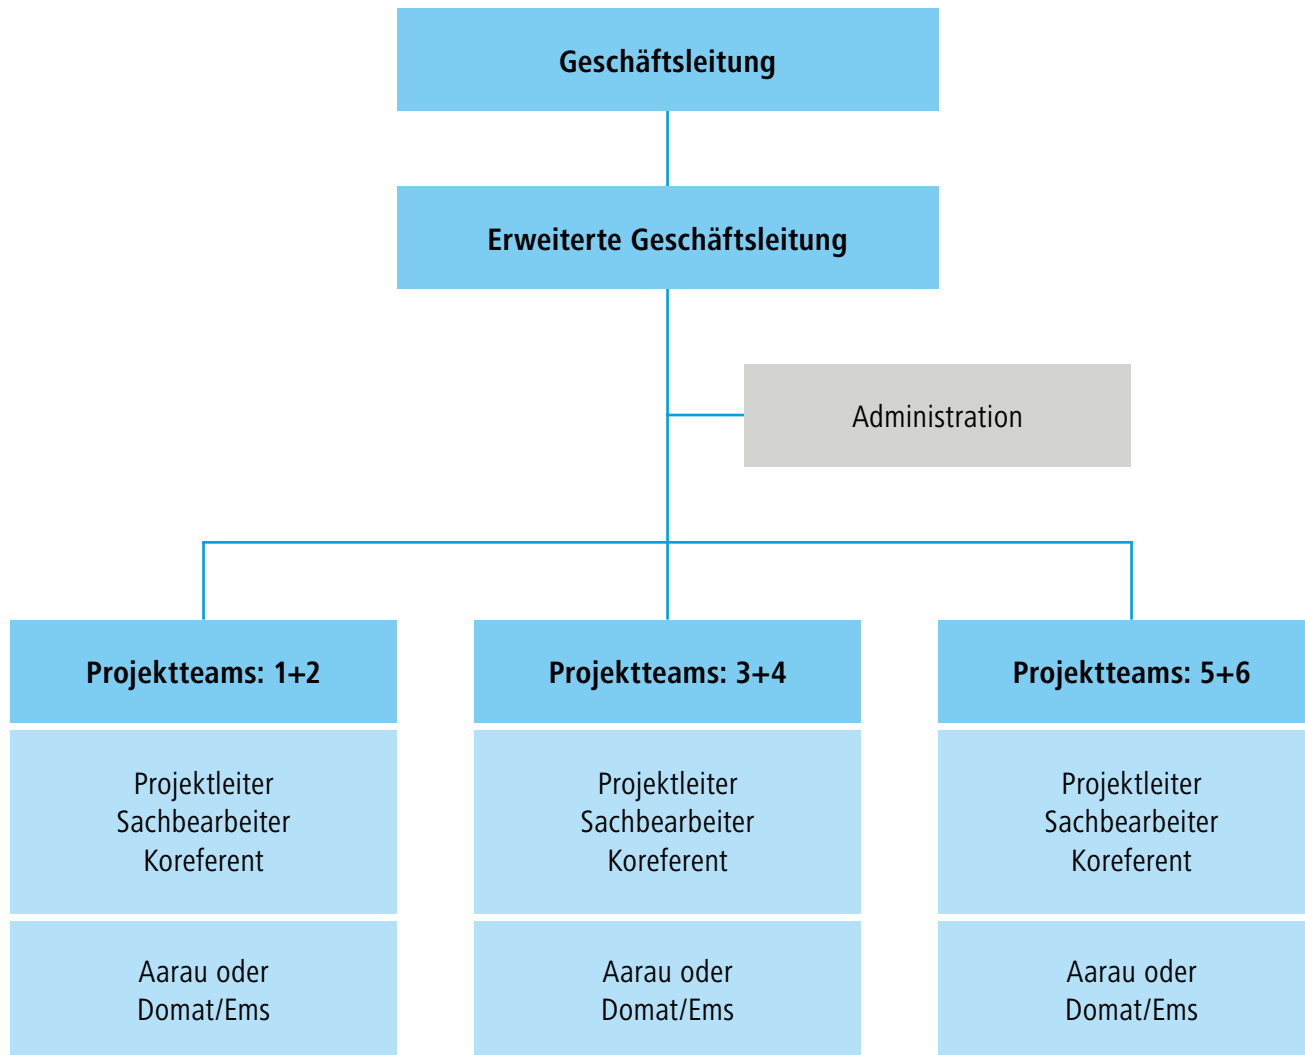 Geschäftsleitung
Erweiterte Geschäftsleitung
Administration
Projektteams: 1+2
Projektleiter
Sachbearbeiter
Koreferent
Aarau oder
Domat/Ems
Projektteams: 3+4
Projektleiter
Sachbearbeiter
Koreferent
Aarau oder
Domat/Ems
Projektteams: 5+6
Projektleiter
Sachbearbeiter
Koreferent
Aarau oder
Domat/Ems